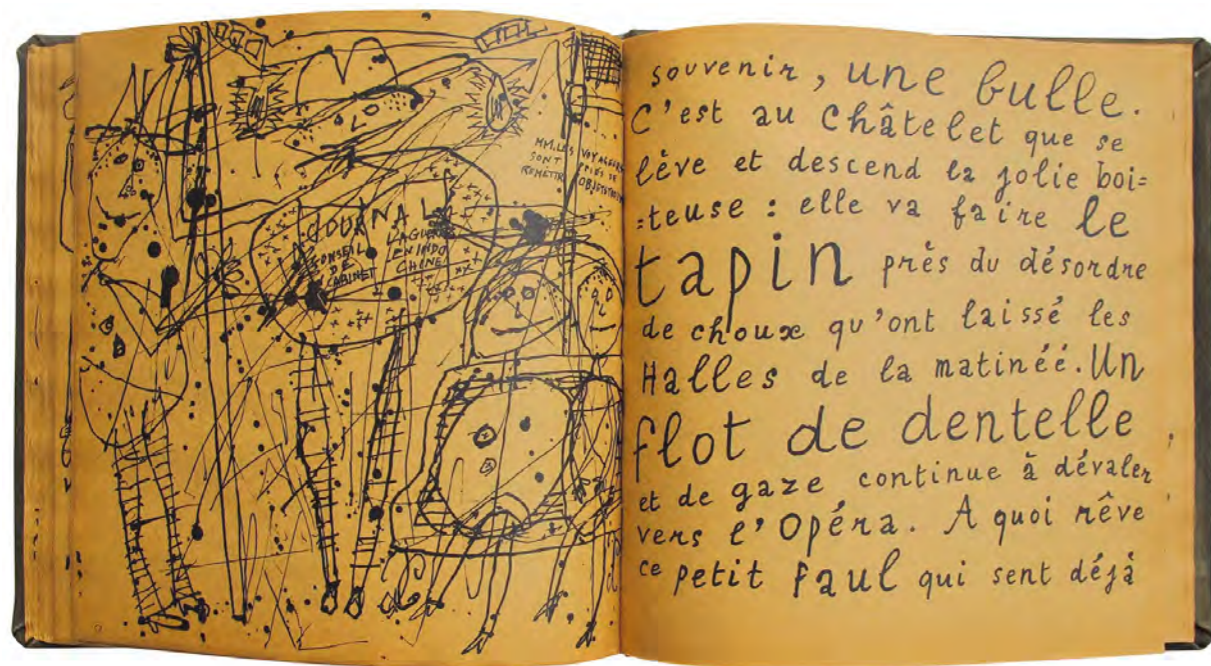 MM. LES VOYAGEURS
SONT PRIÉS DE
REMETTRE OBJETS
JOURNAL
CONSEIL
DE
CABINET
LA GUERRE
EN INDO
CHINE
souvenir, une bulle.
C'est au Châtelet que se
lève et descend la jolie boi=
=teuse : elle va faire le
tapin près du désordre
de choux qu'ont laissé les
Halles de la matinéé. Un
flot de dentelle
et de gaze continue à dévaler
vers l'Opéra. A quoi rêve
ce petit Paul qui sent déjà